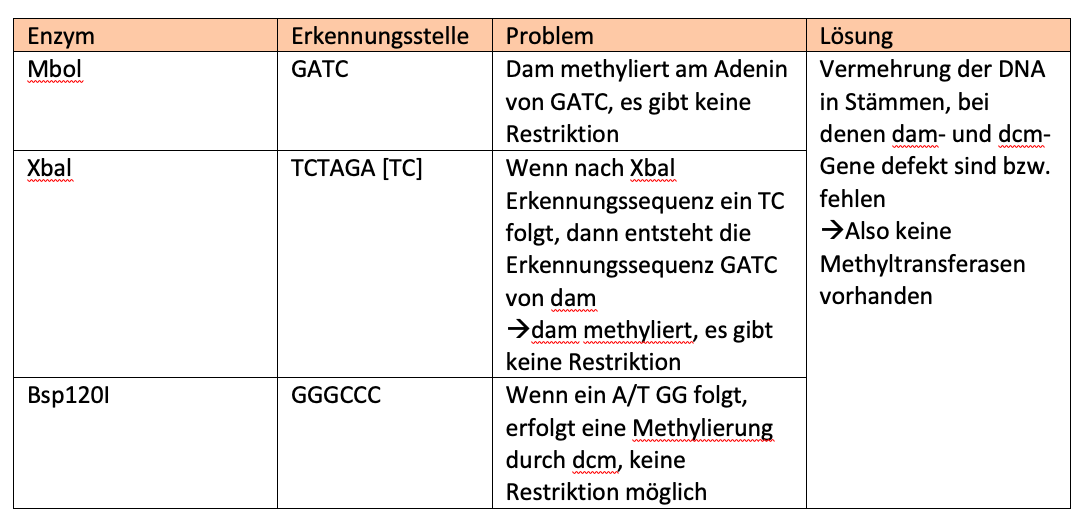 Enzym
Erkennungsstelle
Problem
Lösung
MboI
GATC
Dam methyliert am Adenin
von GATC, es gibt keine
Restriktion
Vermehrung der DNA
in Stämmen, bei
denen dam- und dcm-
Gene defekt sind bzw.
fehlen
→Also keine
Methyltransferasen
vorhanden
XbaI
TCTAGA [TC]
Wenn nach XbaI
Erkennungssequenz ein TC
folgt, dann entsteht die
Erkennungssequenz GATC
von dam
→dam methyliert, es gibt
keine Restriktion
Bsp120I
GGGCCC
Wenn ein A/T GG folgt,
erfolgt eine Methylierung
durch dcm, keine
Restriktion möglich